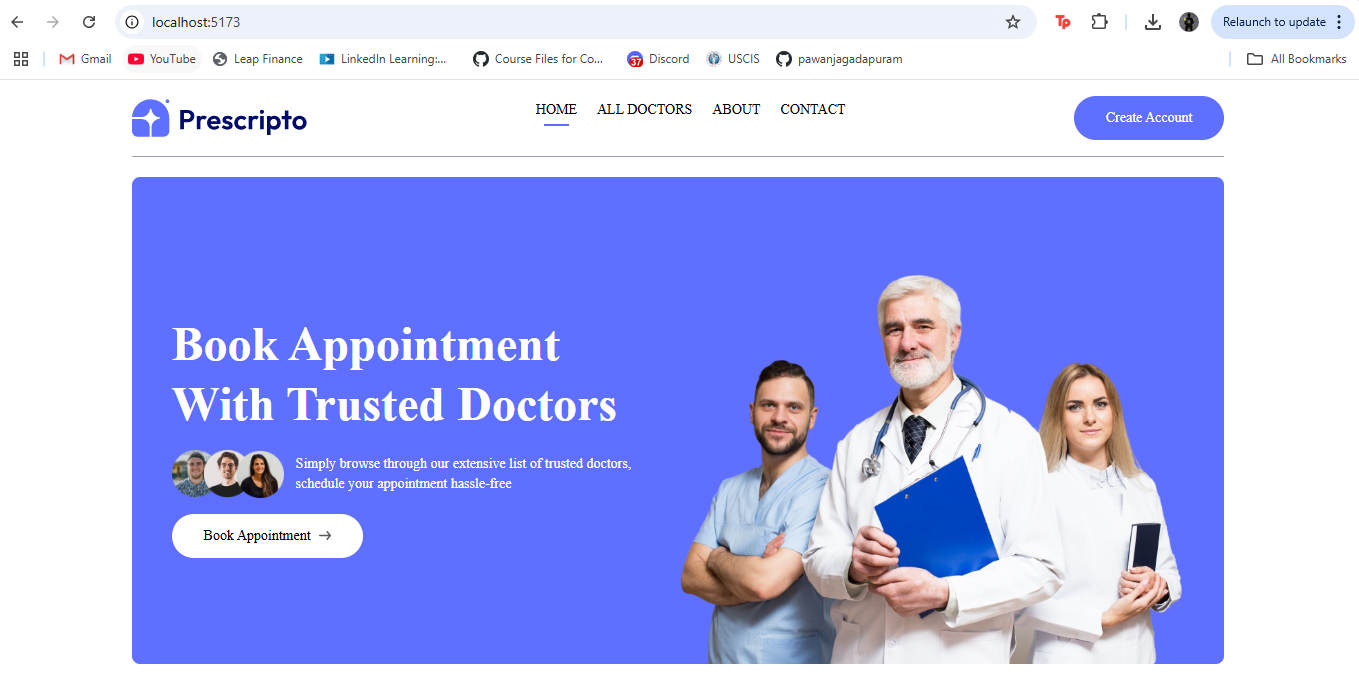 localhost:5173
Tp
Relaunch to update
Gmail
YouTube
Leap Finance
LinkedIn Learning:...
Course Files for Co...
37
Discord
USCIS
pawanjagadapuram
All Bookmarks
Prescripto
HOME
ALL DOCTORS
ABOUT
CONTACT
Create Account
Book Appointment
With Trusted Doctors
Simply browse through our extensive list of trusted doctors,
schedule your appointment hassle-free
Book Appointment →